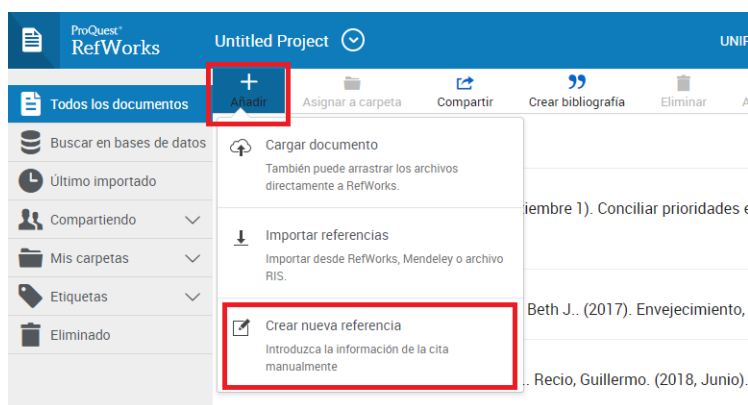 ProQuest®
RefWorks
Untitled Project
Todos los documentos
Buscar en bases de datos
Último importado
Compartiendo
Mis carpetas
Etiquetas
Eliminado
Añadir
Asignar a carpeta
Compartir
Crear bibliografía
Eliminar
Cargar documento
También puede arrastrar los archivos
directamente a RefWorks.
Importar referencias
Importar desde RefWorks, Mendeley o archivo
RIS.
Crear nueva referencia
Introduzca la información de la cita
manualmente
iembre 1). Conciliar prioridades e
Beth J.. (2017). Envejecimiento,
.. Recio, Guillermo. (2018, Junio).